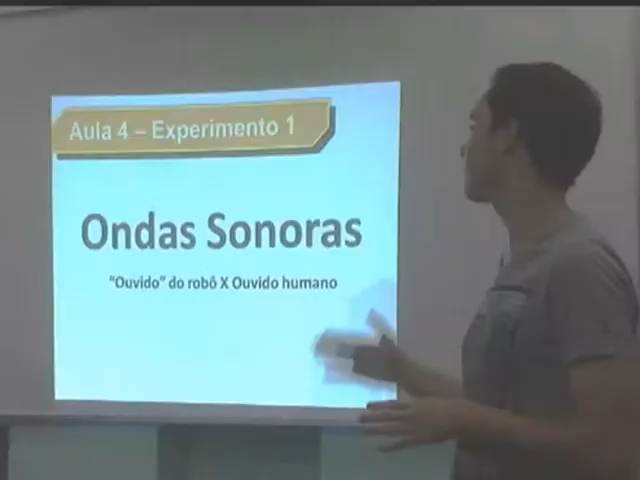 Aula 4 – Experimento 1
Ondas Sonoras
“Ouvido” do robô X Ouvido humano